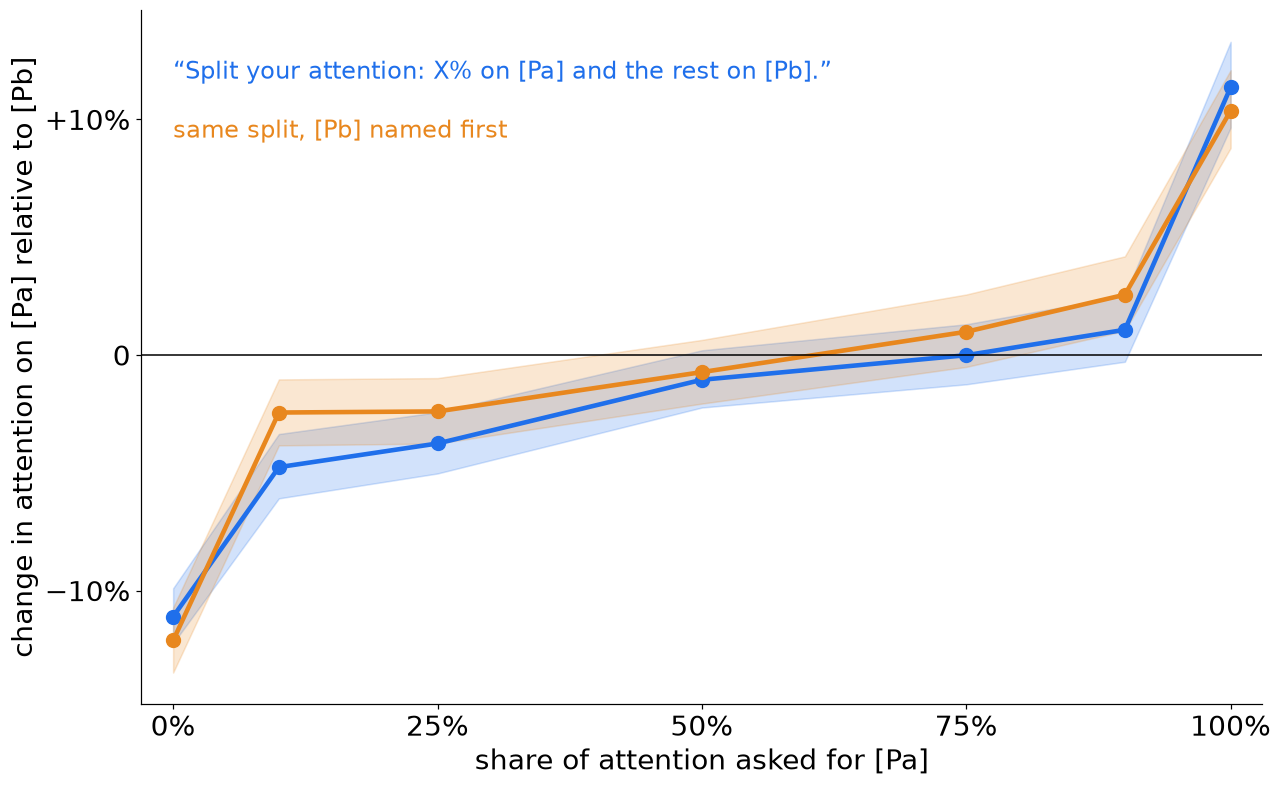 “Split your attention: X% on [Pa] and the rest on [Pb].”
same split, [Pb] named first
change in attention on [Pa] relative to [Pb]
+10%
0
−10%
0%
25%
50%
75%
100%
share of attention asked for [Pa]